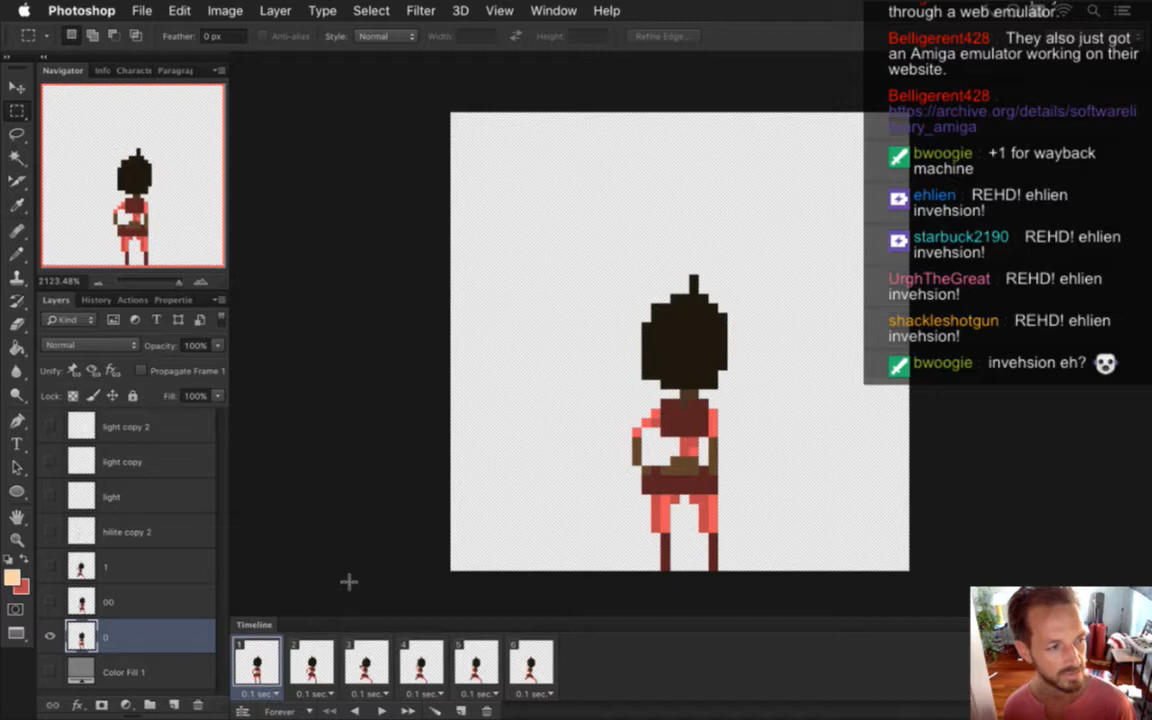 Photoshop File Edit Image Layer Type Select Filter 3D View Window Help
through a web emulator.
Belligerent428 : They also just got
an Amiga emulator working on their
website.
Belligerent428 :
https://archive.org/details/softwareli
bwoogie : +1 for wayback
machine
ehlien : REHD! ehlien
invehsion!
starbuck2190 : REHD! ehlien
invehsion!
UrghTheGreat : REHD! ehlien
invehsion!
shackleshotgun : REHD! ehlien
invehsion!
bwoogie : invehsion eh?
Feather: 0 px Anti-alias Style: Normal Width: Height: Refine Edge...
Navigator Info Characte Paragrap
2123.48%
Layers History Actions Propertie
Kind
Normal Opacity: 100%
Unify: Propagate Frame 1
Lock: Fill: 100%
light copy 2
light copy
light
hilite copy 2
1
00
0
Color Fill 1
Timeline
1 2 3 4 5 6
0.1 sec. 0.1 sec. 0.1 sec. 0.1 sec. 0.1 sec. 0.1 sec.
Forever